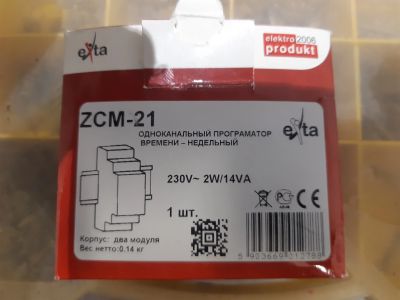 exta
elektro 2006
produkt
ZCM-21
ОДНОКАНАЛЬНЫЙ ПРОГРАМАТОР
ВРЕМЕНИ – НЕДЕЛЬНЫЙ
exta
230V~ 2W/14VA
1 шт.
Корпус: два модуля
Вес нетто:0.14 кг
CE